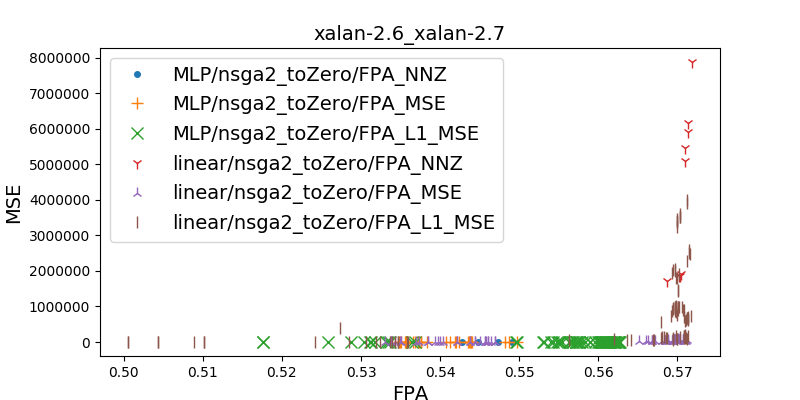 xalan-2.6_xalan-2.7
MSE
8000000
7000000
6000000
5000000
4000000
3000000
2000000
1000000
0
MLP/nsga2_toZero/FPA_NNZ
MLP/nsga2_toZero/FPA_MSE
MLP/nsga2_toZero/FPA_L1_MSE
linear/nsga2_toZero/FPA_NNZ
linear/nsga2_toZero/FPA_MSE
linear/nsga2_toZero/FPA_L1_MSE
0.50 0.51 0.52 0.53 0.54 0.55 0.56 0.57
FPA